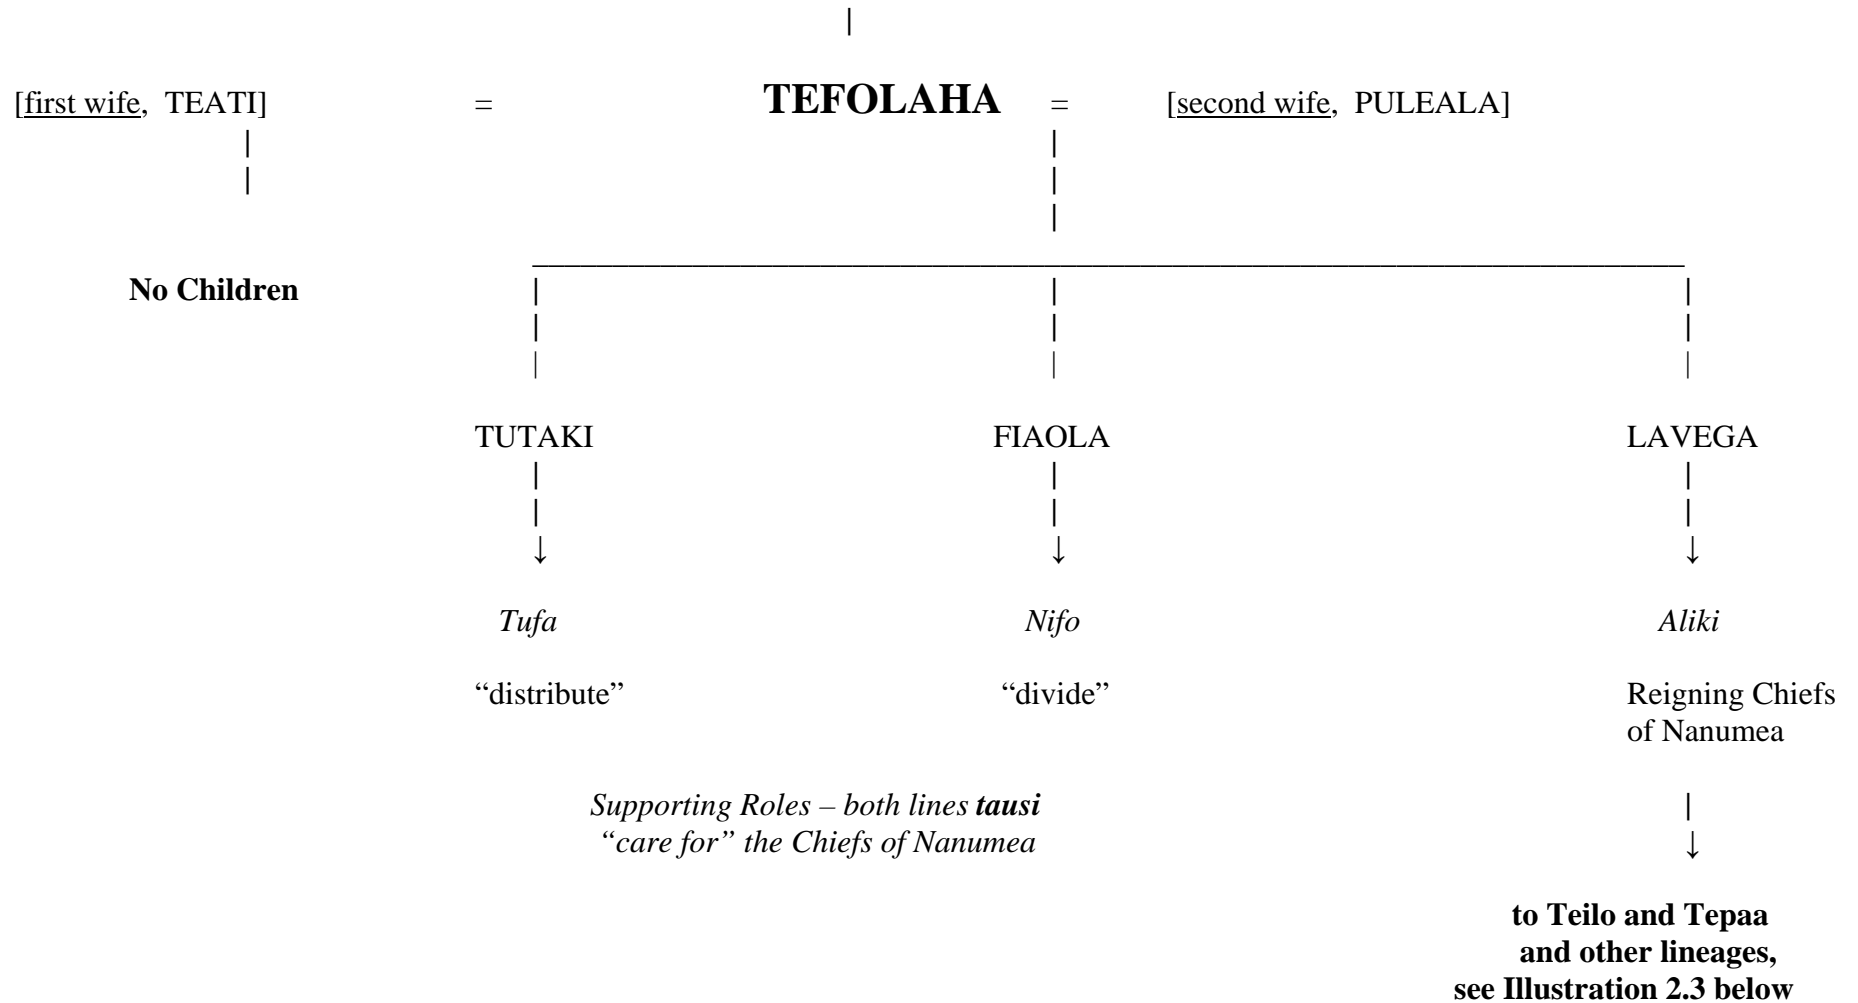 [first wife, TEATI] = TEFOLAHA = [second wife, PULEALA]
No Children
TUTAKI FIAOLA LAVEGA
Tufa Nifo Aliki
“distribute” “divide” Reigning Chiefs
of Nanumea
Supporting Roles – both lines tausi
“care for” the Chiefs of Nanumea
to Teilo and Tepaa
and other lineages,
see Illustration 2.3 below